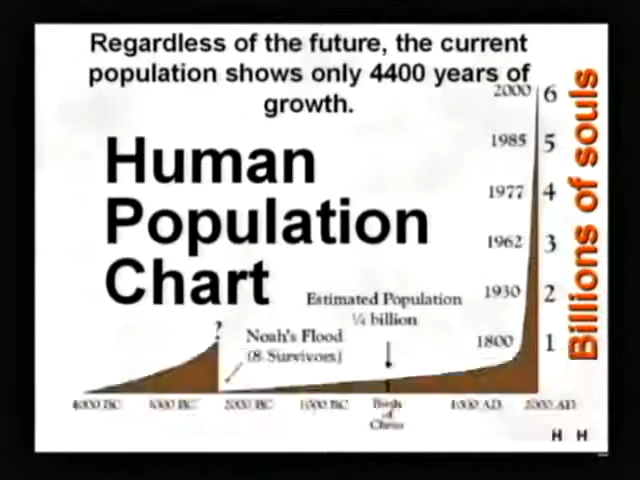 Regardless of the future, the current
population shows only 4400 years of
growth.
Human
Population
Chart
Billions of souls
2000 6
1985 5
1977 4
1962 3
1930 2
1800 1
Estimated Population
¼ billion
?
Noah's Flood
(8 Survivors)
4000 BC 3000 BC 2000 BC 1000 BC Birth of Christ 1000 AD 2000 AD
H H